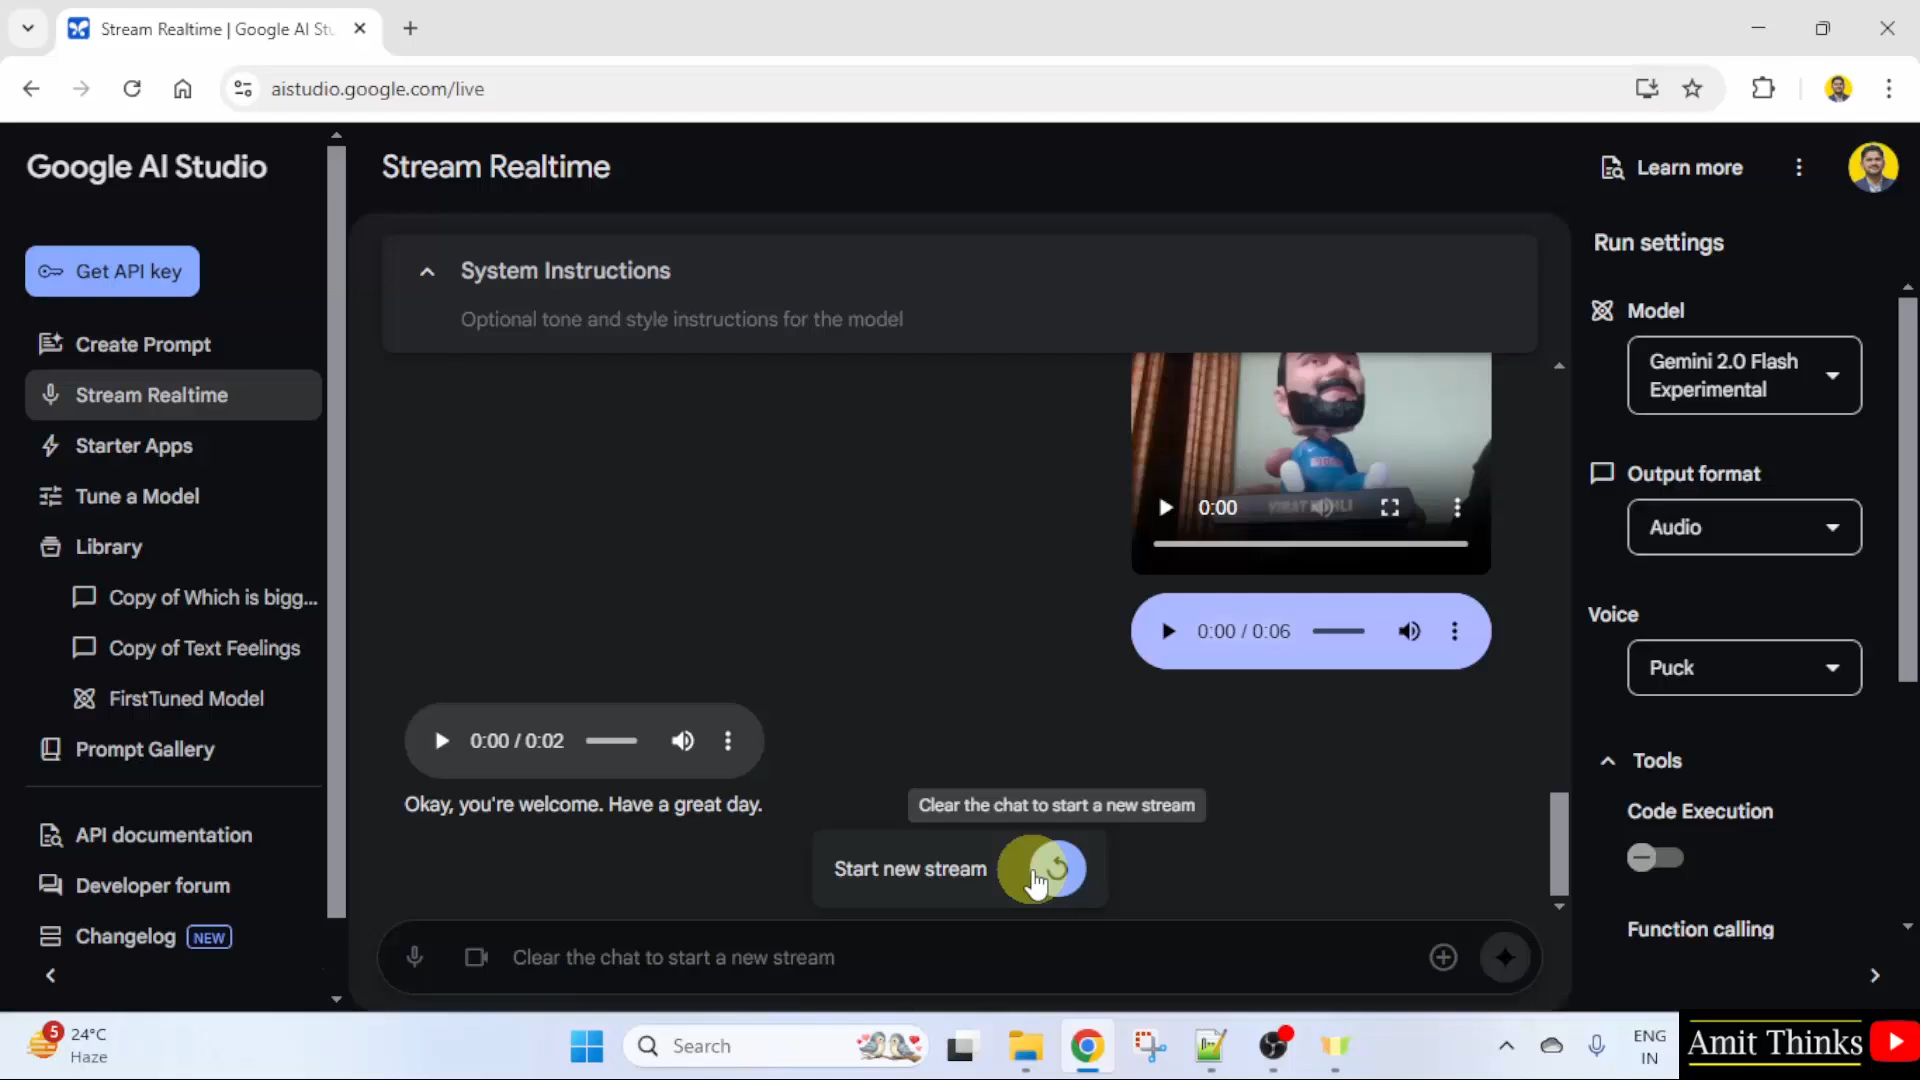 Stream Realtime | Google AI Stu
aistudio.google.com/live
Google AI Studio
Stream Realtime
Learn more
Get API key
Create Prompt
Stream Realtime
Starter Apps
Tune a Model
Library
Copy of Which is bigg...
Copy of Text Feelings
FirstTuned Model
Prompt Gallery
API documentation
Developer forum
Changelog NEW
System Instructions
Optional tone and style instructions for the model
0:00
0:00 / 0:06
0:00 / 0:02
Okay, you're welcome. Have a great day.
Clear the chat to start a new stream
Start new stream
Clear the chat to start a new stream
Run settings
Model
Gemini 2.0 Flash
Experimental
Output format
Audio
Voice
Puck
Tools
Code Execution
Function calling
5
24°C
Haze
Search
ENG
IN
Amit Thinks